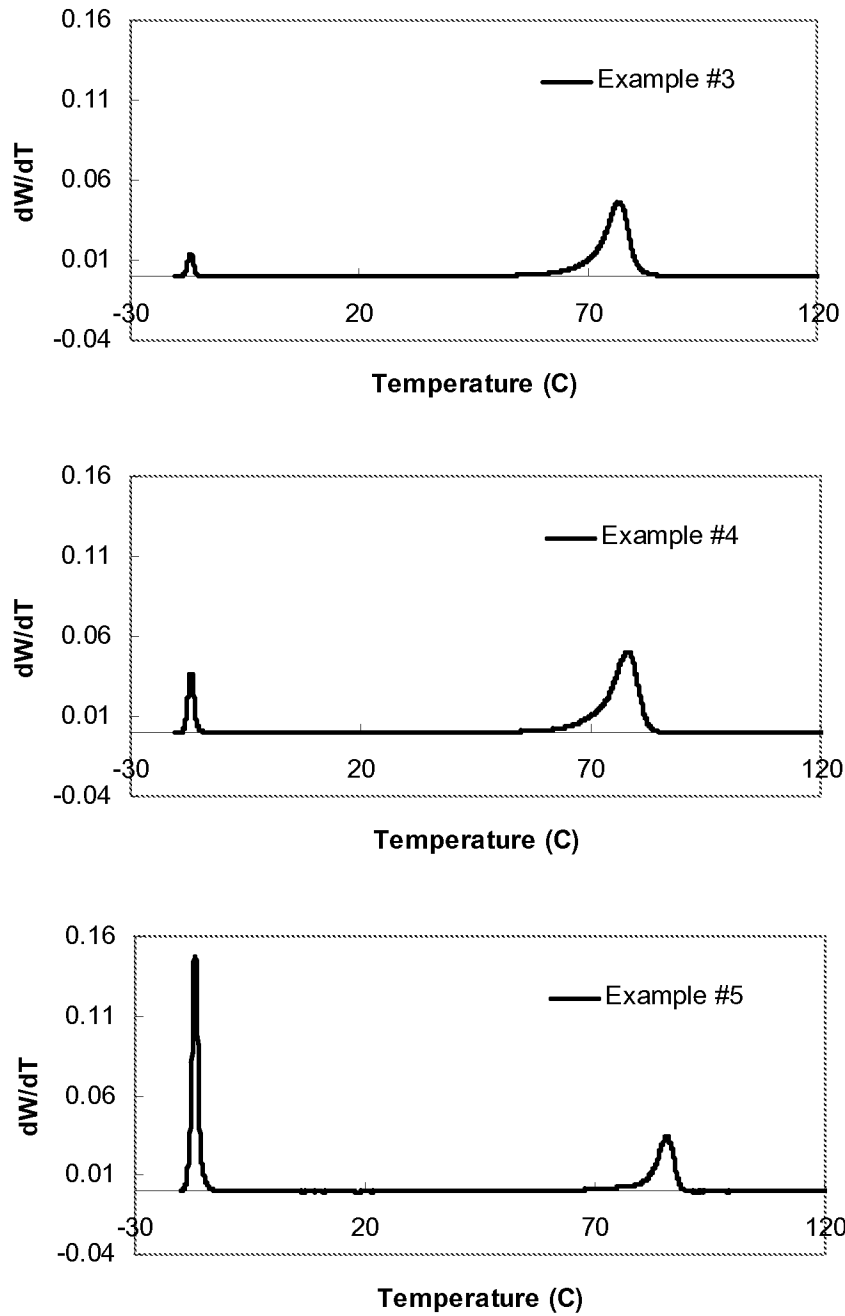 0.16
Example #3
0.11
dW/dT
0.06
0.01
-30 20 70 120
-0.04
Temperature (C)
0.16
Example #4
0.11
dW/dT
0.06
0.01
-30 20 70 120
-0.04
Temperature (C)
0.16
Example #5
0.11
dW/dT
0.06
0.01
-30 20 70 120
-0.04
Temperature (C)